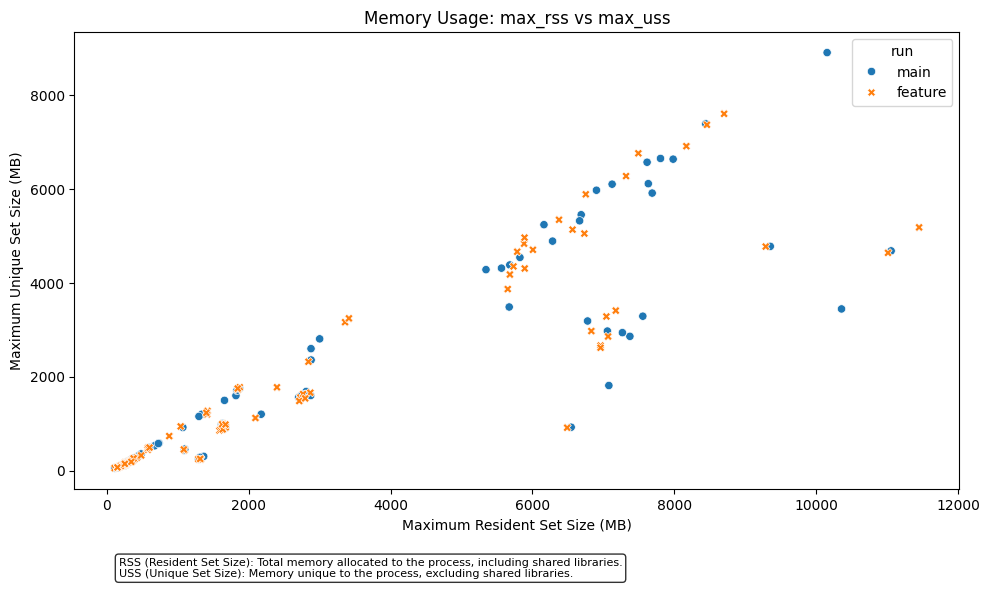 Memory Usage: max_rss vs max_uss
run
main
feature
Maximum Unique Set Size (MB)
8000
6000
4000
2000
0
0 2000 4000 6000 8000 10000 12000
Maximum Resident Set Size (MB)
RSS (Resident Set Size): Total memory allocated to the process, including shared libraries.
USS (Unique Set Size): Memory unique to the process, excluding shared libraries.